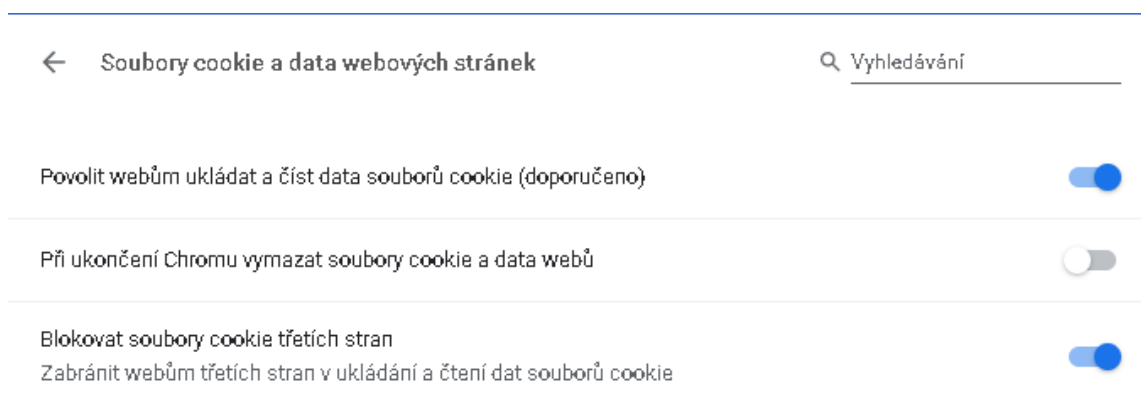 Soubory cookie a data webových stránek
Vyhledávání
Povolit webům ukládat a číst data souborů cookie (doporučeno)
Při ukončení Chromu vymazat soubory cookie a data webů
Blokovat soubory cookie třetích stran
Zabránit webům třetích stran v ukládání a čtení dat souborů cookie